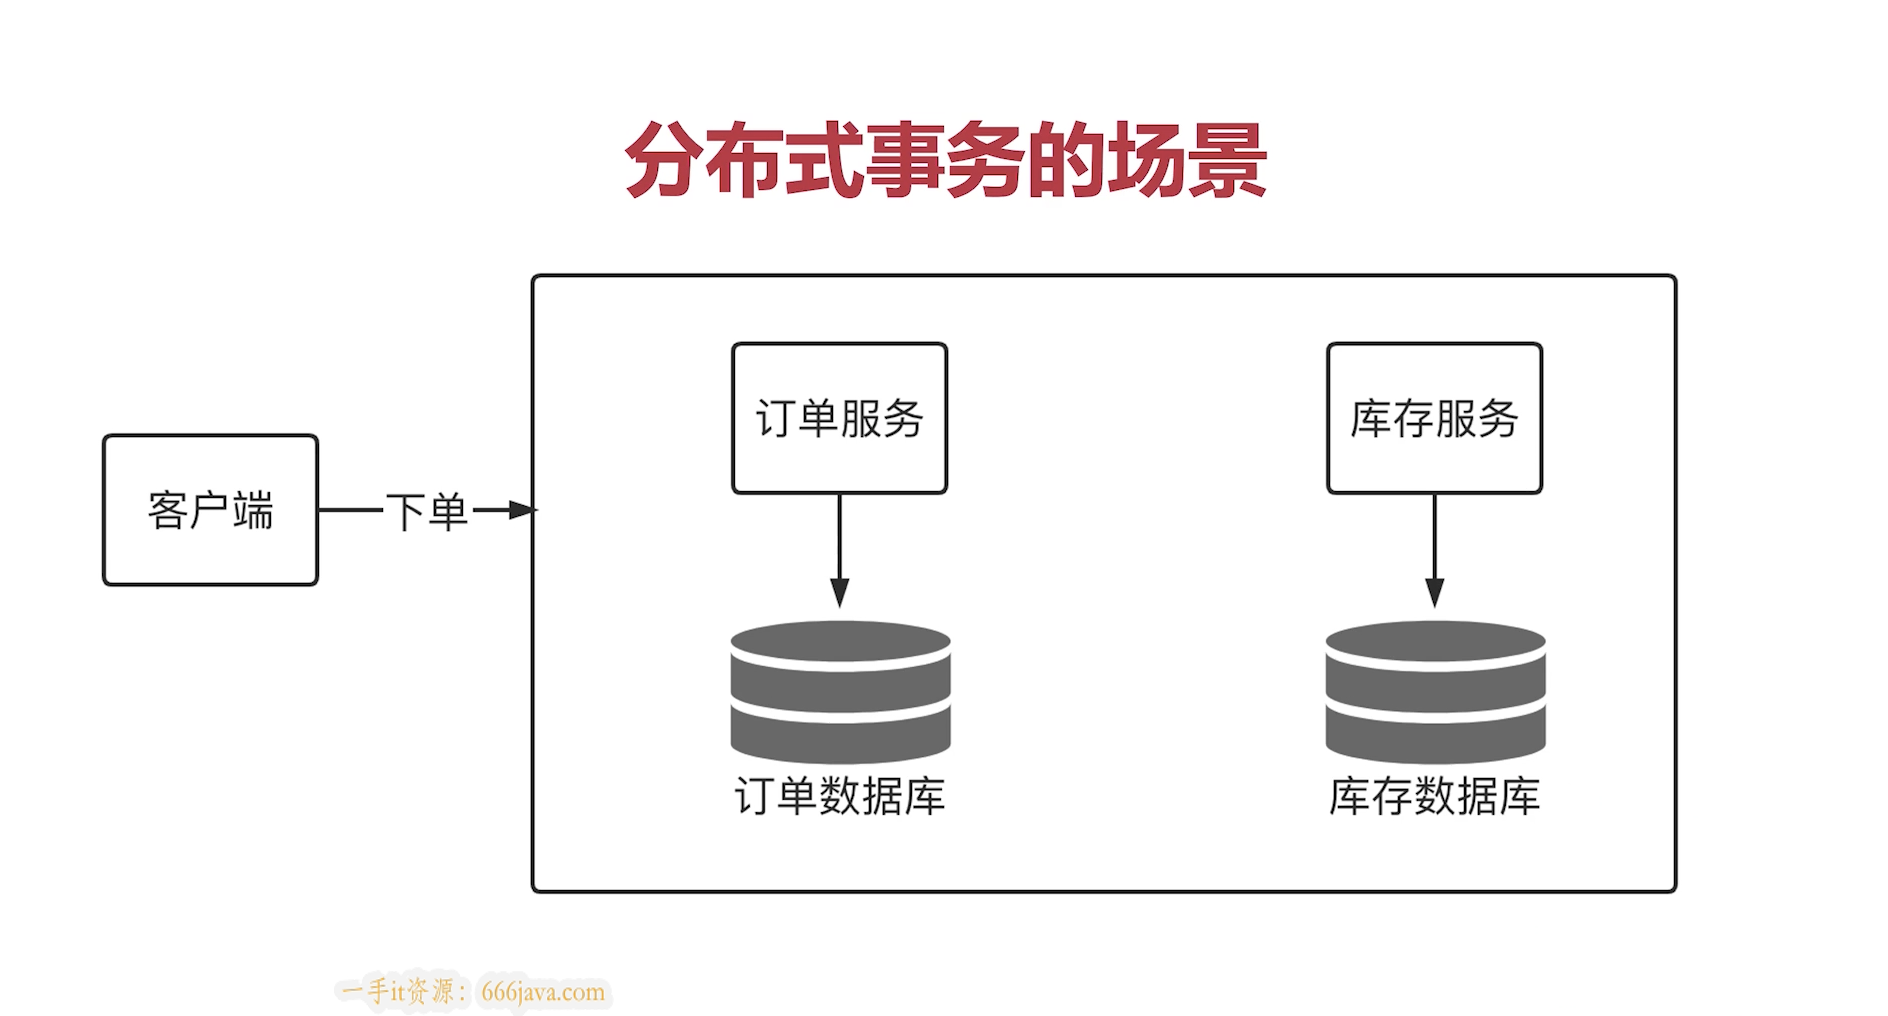 分布式事务的场景
客户端
下单
订单服务
库存服务
订单数据库
库存数据库
一手it资源：666java.com